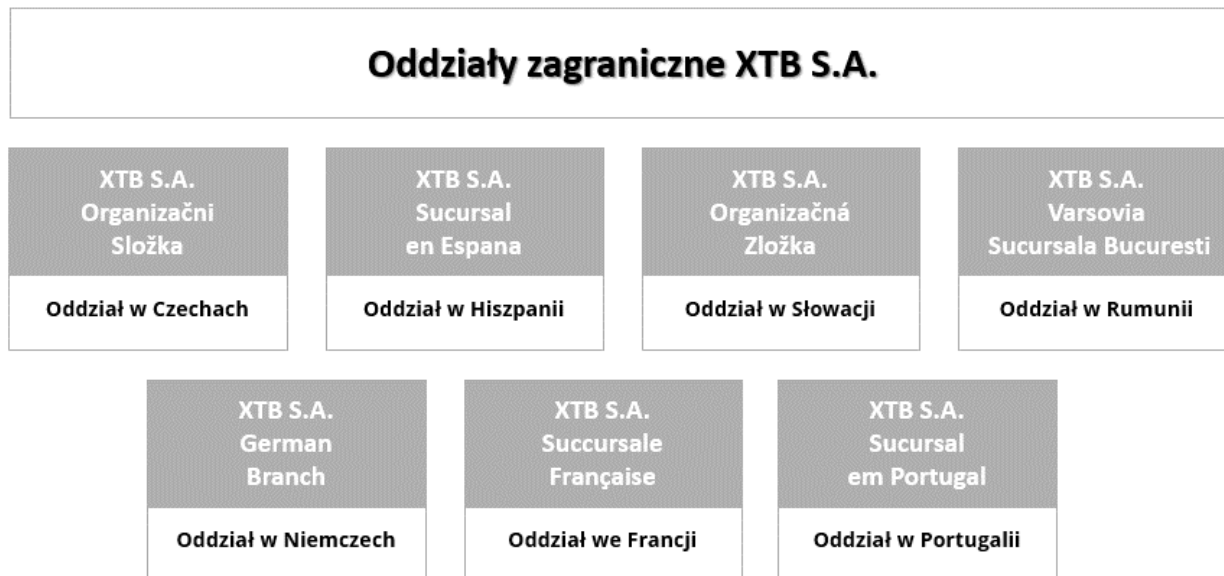 Oddziały zagraniczne XTB S.A.
XTB S.A.
Organizačni
Složka
Oddział w Czechach
XTB S.A.
Sucursal
en Espana
Oddział w Hiszpanii
XTB S.A.
Organizačná
Zložka
Oddział w Słowacji
XTB S.A.
Varsovia
Sucursala Bucuresti
Oddział w Rumunii
XTB S.A.
German
Branch
Oddział w Niemczech
XTB S.A.
Succursale
Française
Oddział we Francji
XTB S.A.
Sucursal
em Portugal
Oddział w Portugalii